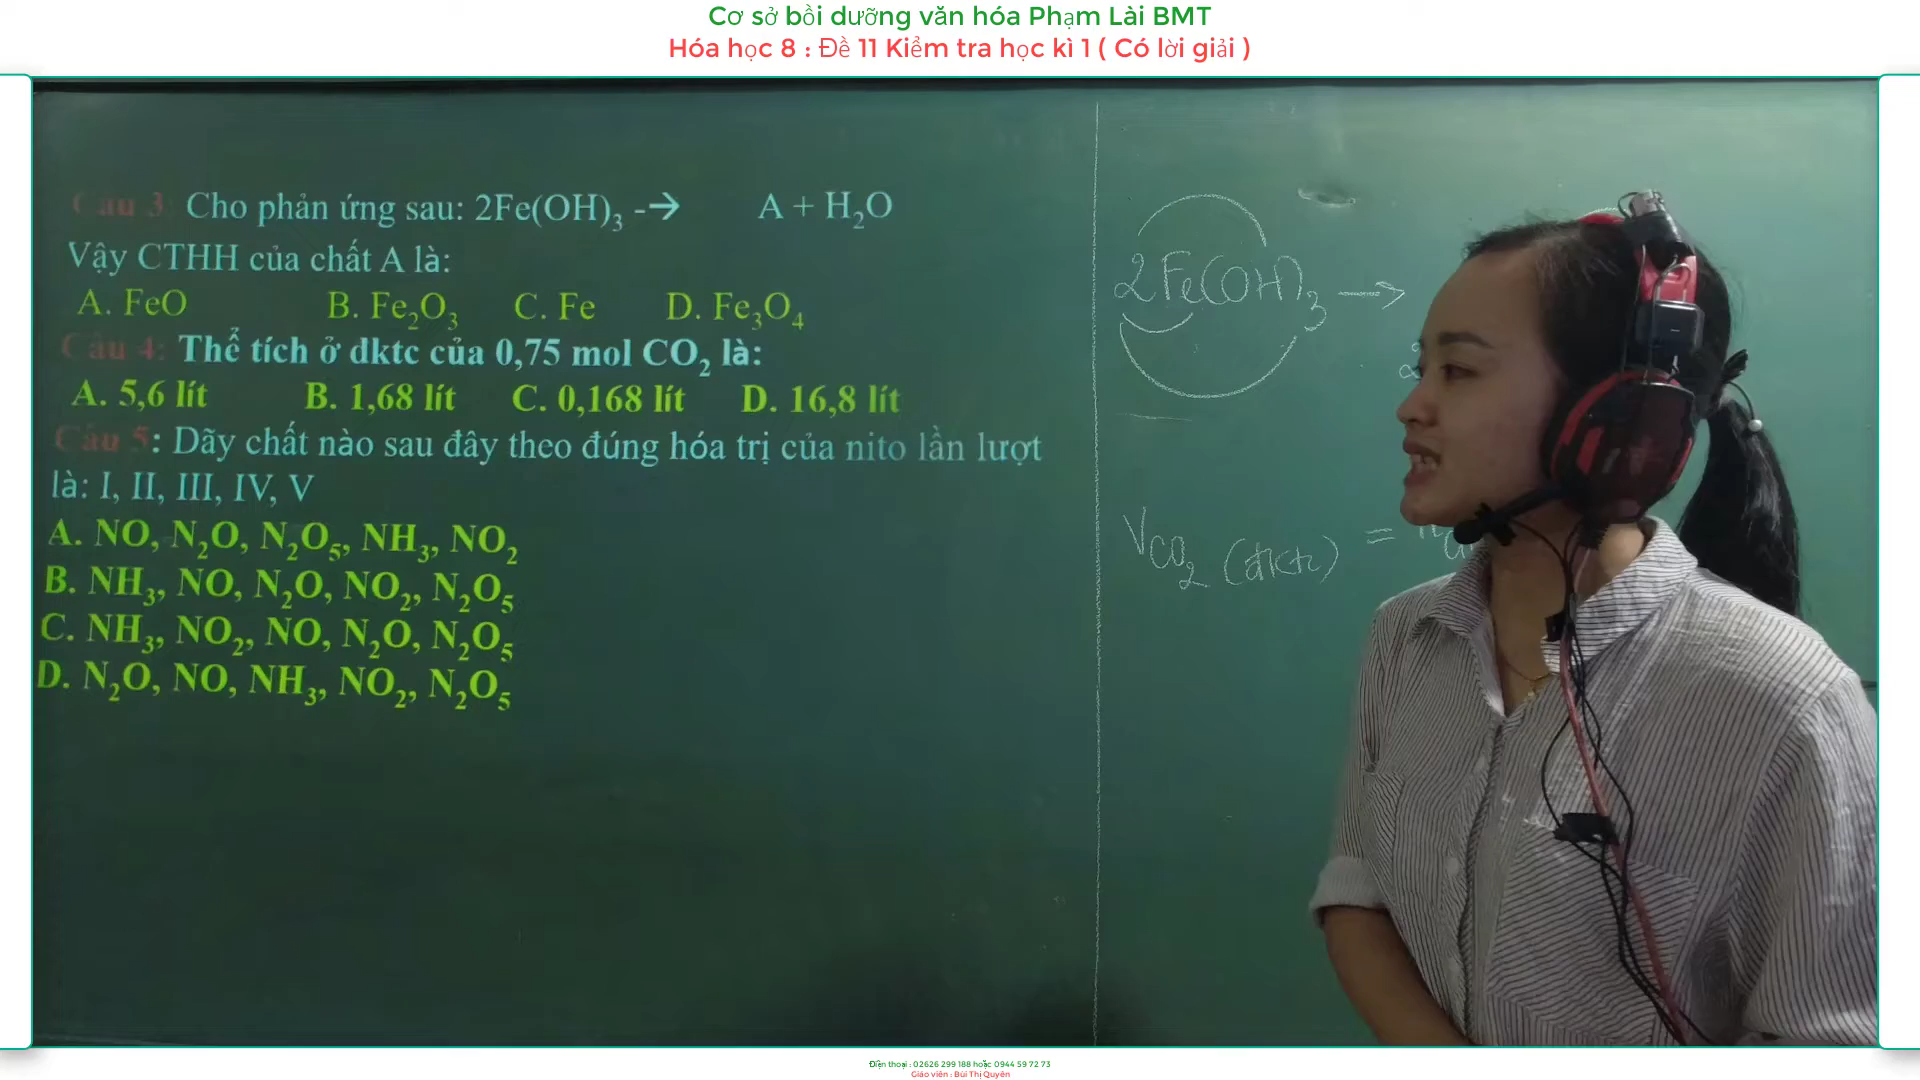 Cơ sở bồi dưỡng văn hóa Phạm Lài BMT
Hóa học 8 : Đề 11 Kiểm tra học kì 1 ( Có lời giải )
Câu 3: Cho phản ứng sau: 2Fe(OH)₃ -→ A + H₂O
Vậy CTHH của chất A là:
A. FeO B. Fe₂O₃ C. Fe D. Fe₃O₄
Câu 4: Thể tích ở đktc của 0,75 mol CO₂ là:
A. 5,6 lít B. 1,68 lít C. 0,168 lít D. 16,8 lít
Câu 5: Dãy chất nào sau đây theo đúng hóa trị của nito lần lượt
là: I, II, III, IV, V
A. NO, N₂O, N₂O₅, NH₃, NO₂
B. NH₃, NO, N₂O, NO₂, N₂O₅
C. NH₃, NO₂, NO, N₂O, N₂O₅
D. N₂O, NO, NH₃, NO₂, N₂O₅
2Fe(OH)₃ →
V CO₂ (đktc) =
Điện thoại : 02626 299 188 hoặc 0944 59 72 73
Giáo viên : Bùi Thị Quyên